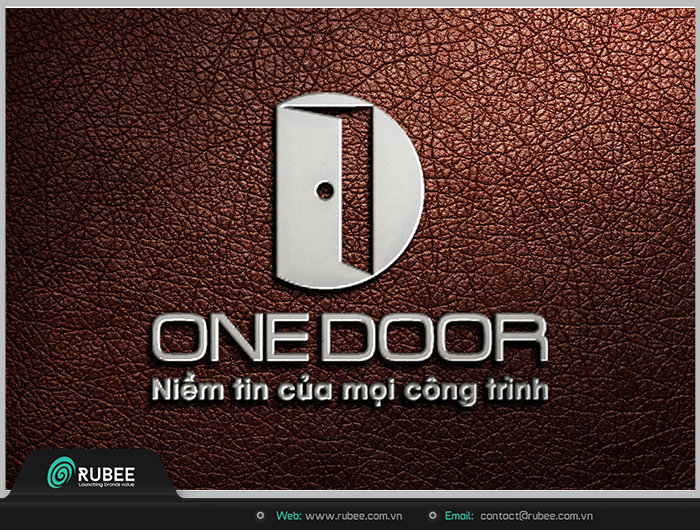 ONE DOOR
Niềm tin của mọi công trình
RUBEE
Launching brands value
Web: www.rubee.com.vn
Email: contact@rubee.com.vn